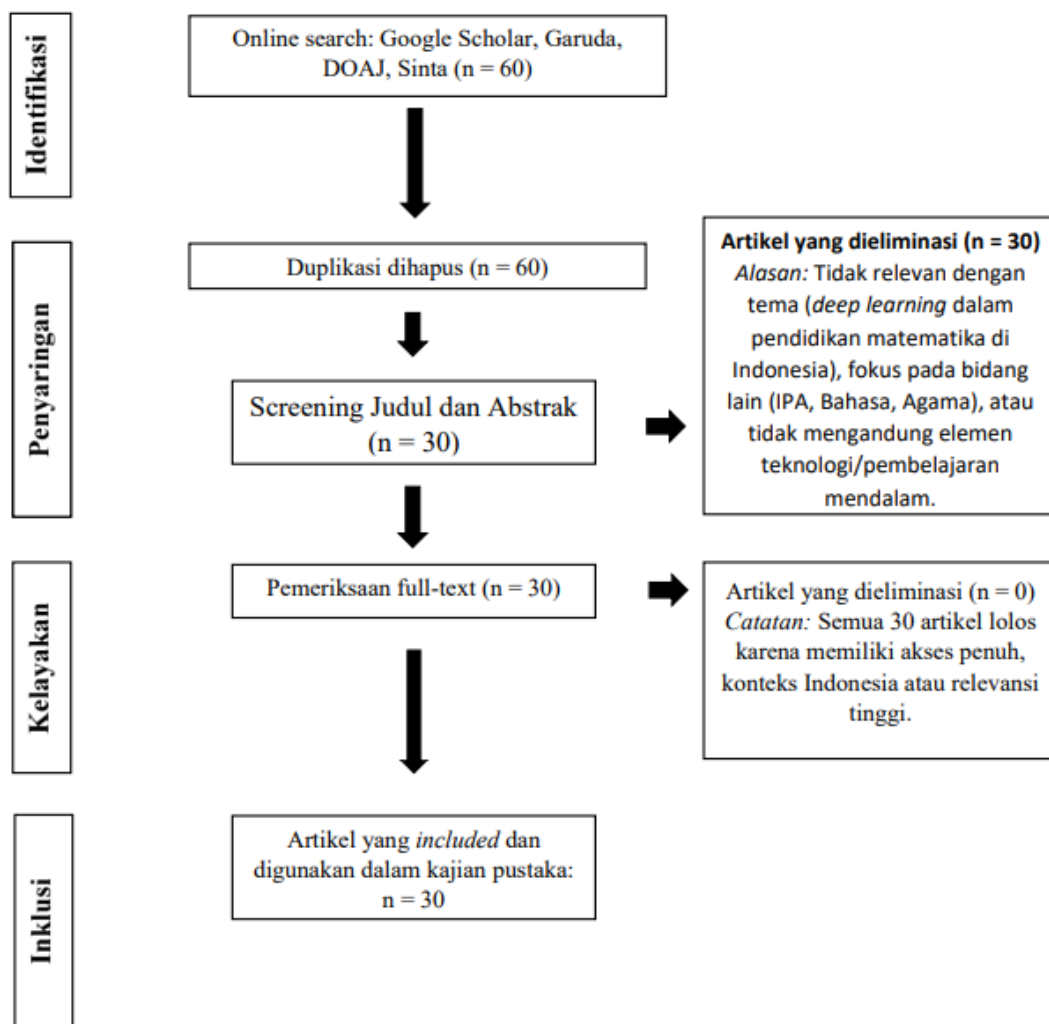 Identifikasi
Online search: Google Scholar, Garuda,
DOAJ, Sinta (n = 60)
Penyaringan
Duplikasi dihapus (n = 60)
Screening Judul dan Abstrak
(n = 30)
Artikel yang dieliminasi (n = 30)
Alasan: Tidak relevan dengan
tema (deep learning dalam
pendidikan matematika di
Indonesia), fokus pada bidang
lain (IPA, Bahasa, Agama), atau
tidak mengandung elemen
teknologi/pembelajaran
mendalam.
Kelayakan
Pemeriksaan full-text (n = 30)
Artikel yang dieliminasi (n = 0)
Catatan: Semua 30 artikel lolos
karena memiliki akses penuh,
konteks Indonesia atau relevansi
tinggi.
Inklusi
Artikel yang included dan
digunakan dalam kajian pustaka:
n = 30